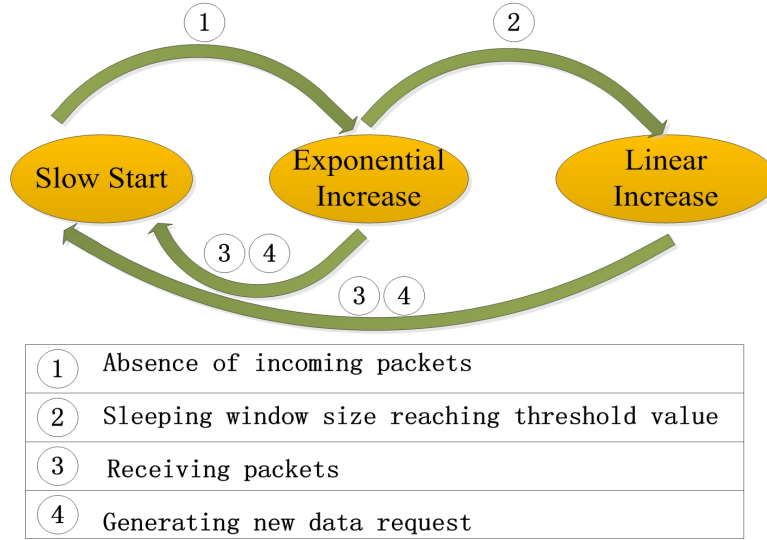 ①
②
Slow Start
Exponential
Increase
Linear
Increase
③ ④
③ ④
① Absence of incoming packets
② Sleeping window size reaching threshold value
③ Receiving packets
④ Generating new data request